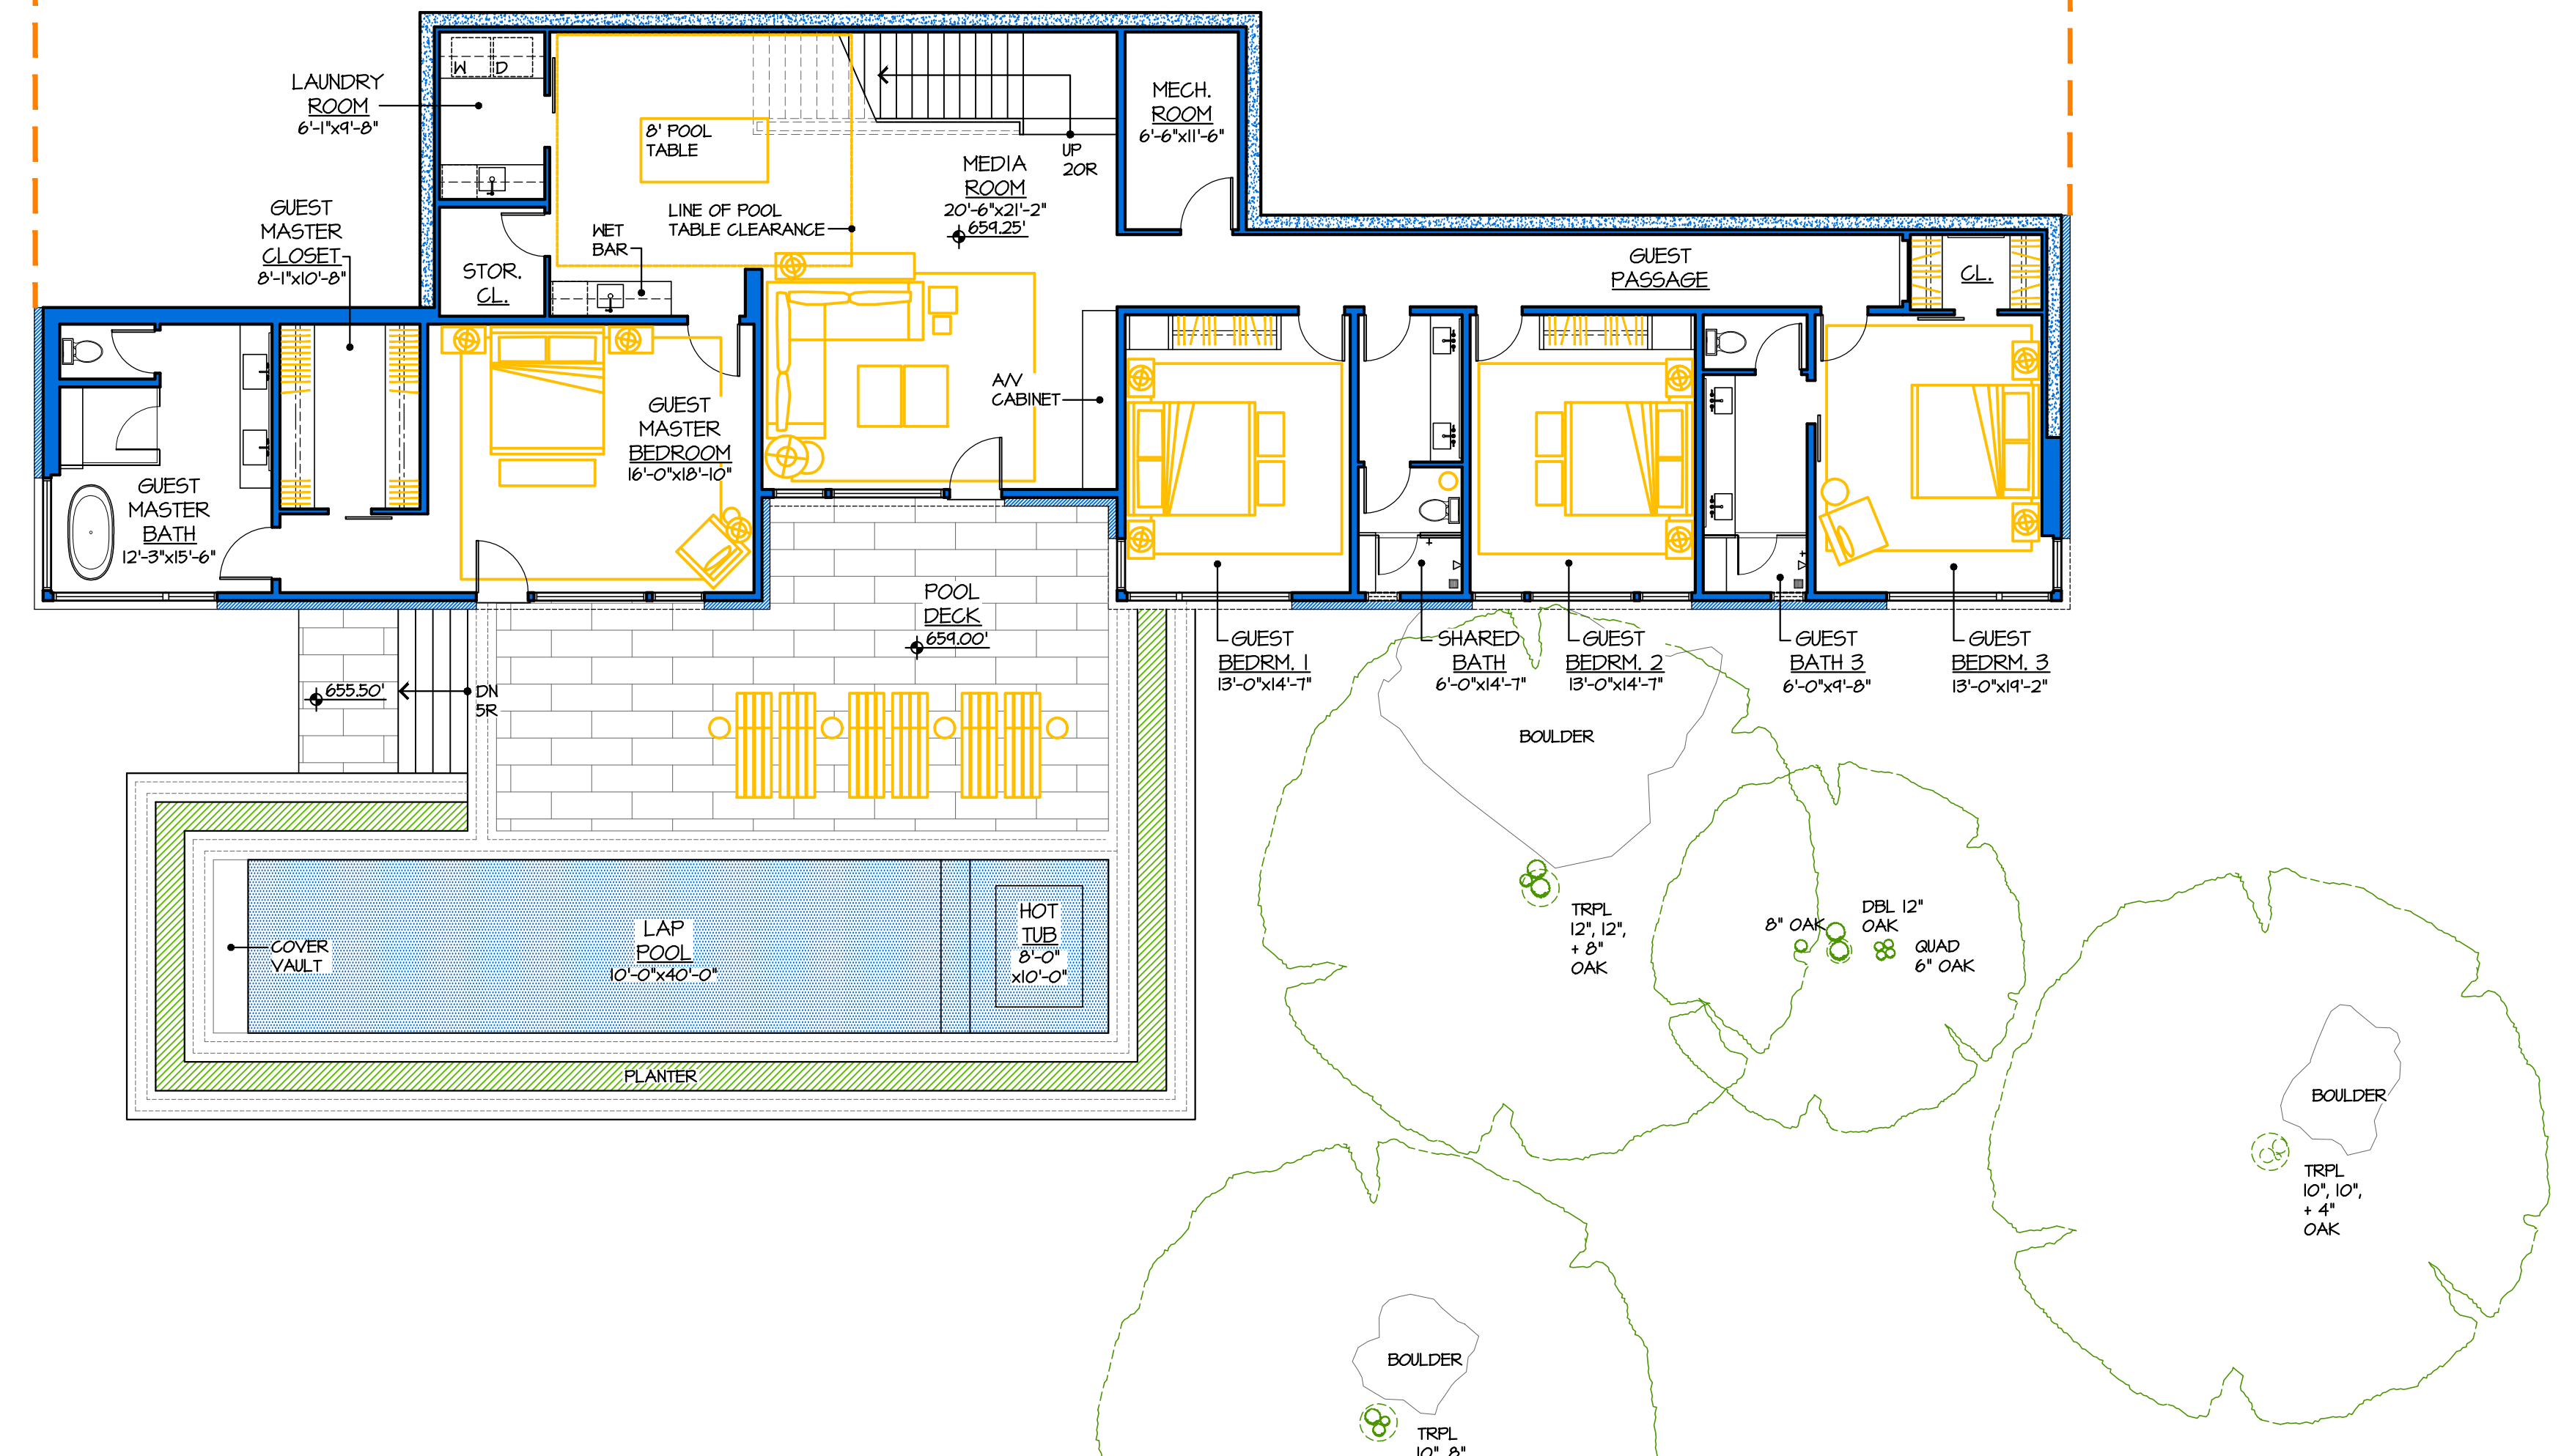 LAUNDRY
ROOM
6'-1"x9'-8"
W D
8' POOL
TABLE
MECH.
ROOM
6'-6"x11'-6"
UP
20R
MEDIA
ROOM
20'-6"x21'-2"
659.25'
LINE OF POOL
TABLE CLEARANCE
GUEST
MASTER
CLOSET
8'-1"x10'-8"
WET
BAR
STOR.
CL.
GUEST
PASSAGE
CL.
A/V
CABINET
GUEST
MASTER
BEDROOM
16'-0"x18'-10"
GUEST
MASTER
BATH
12'-3"x15'-6"
POOL
DECK
659.00'
655.50'
DN
5R
GUEST
BEDRM. 1
13'-0"x14'-7"
SHARED
BATH
6'-0"x14'-7"
GUEST
BEDRM. 2
13'-0"x14'-7"
GUEST
BATH 3
6'-0"x9'-8"
GUEST
BEDRM. 3
13'-0"x19'-2"
BOULDER
COVER
VAULT
LAP
POOL
10'-0"x40'-0"
HOT
TUB
8'-0"
x10'-0"
PLANTER
TRPL
12", 12",
+ 8"
OAK
8" OAK
DBL 12"
OAK
QUAD
6" OAK
BOULDER
TRPL
10", 10",
+ 4"
OAK
BOULDER
TRPL
10", 8"